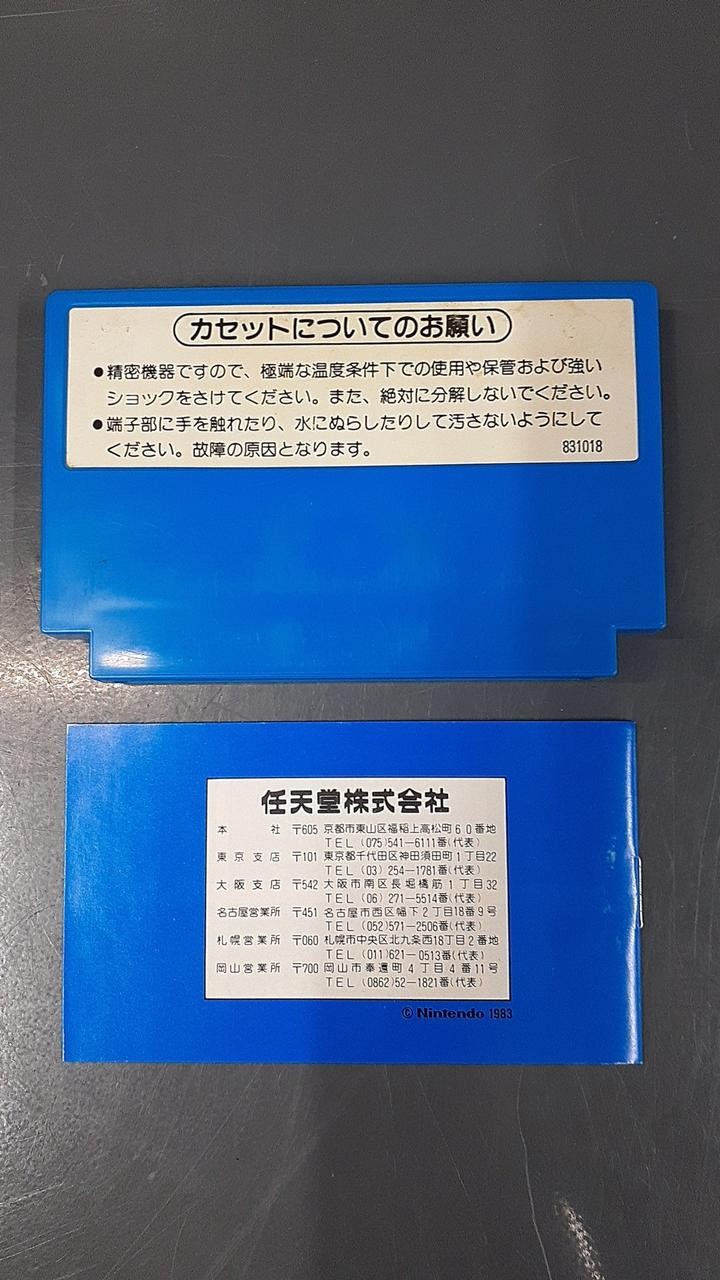 カセットについてのお願い
●精密機器ですので、極端な温度条件下での使用や保管および強い
ショックをさけてください。また、絶対に分解しないでください。
●端子部に手を触れたり、水にぬらしたりして汚さないようにして
ください。故障の原因となります。 831018
任天堂株式会社
本社 〒605 京都市東山区福稲上高松町60番地
TEL (075)541-6111番(代表)
東京支店 〒101 東京都千代田区神田須田町1丁目22
TEL (03) 254-1781番(代表)
大阪支店 〒542 大阪市南区長堀橋筋1丁目32
TEL (06) 271-5514番(代表)
名古屋営業所 〒451 名古屋市西区幅下2丁目18番9号
TEL (052)571-2506番(代表)
札幌営業所 〒060 札幌市中央区北九条西18丁目2番地
TEL (011)621-0513番(代表)
岡山営業所 〒700 岡山市奉還町4丁目4番11号
TEL (0862)52-1821番(代表)
© Nintendo 1983